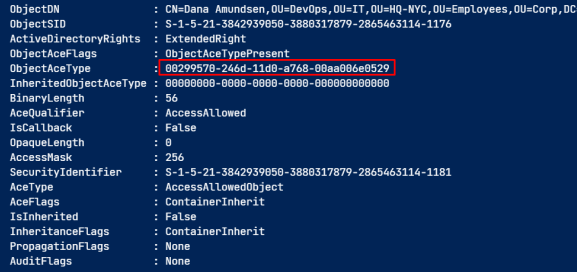 ObjectDN : CN=Dana Amundsen,OU=DevOps,OU=IT,OU=HQ-NYC,OU=Employees,OU=Corp,DC
ObjectSID : S-1-5-21-3842939050-3880317879-2865463114-1176
ActiveDirectoryRights : ExtendedRight
ObjectAceFlags : ObjectAceTypePresent
ObjectAceType : 00299570-246d-11d0-a768-00aa006e0529
InheritedObjectAceType : 00000000-0000-0000-0000-000000000000
BinaryLength : 56
AceQualifier : AccessAllowed
IsCallback : False
OpaqueLength : 0
AccessMask : 256
SecurityIdentifier : S-1-5-21-3842939050-3880317879-2865463114-1181
AceType : AccessAllowedObject
AceFlags : ContainerInherit
IsInherited : False
InheritanceFlags : ContainerInherit
PropagationFlags : None
AuditFlags : None